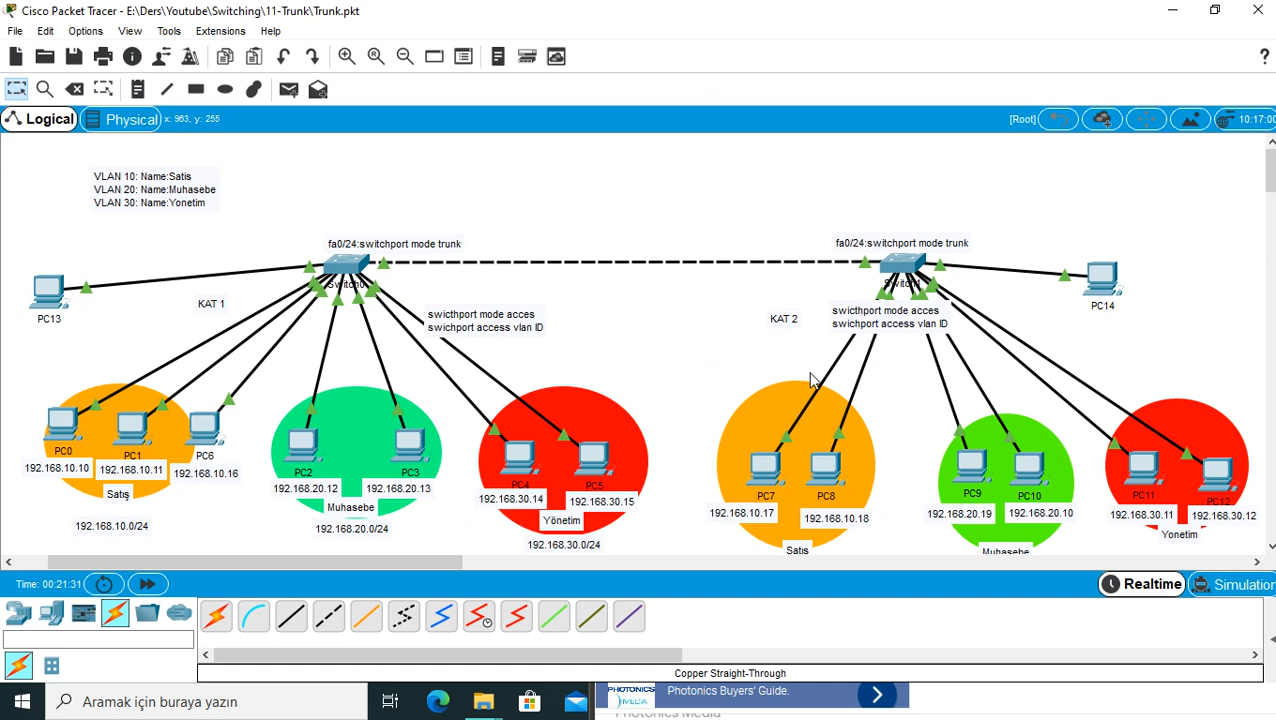 Cisco Packet Tracer - E:\Ders\Youtube\Switching\11-Trunk\Trunk.pkt
File Edit Options View Tools Extensions Help
?
Logical Physical x: 963, y: 255 [Root] 10:17:00
VLAN 10: Name:Satis
VLAN 20: Name:Muhasebe
VLAN 30: Name:Yonetim
fa0/24:switchport mode trunk
fa0/24:switchport mode trunk
PC13
KAT 1
swicthport mode acces
swichport access vlan ID
KAT 2
swicthport mode acces
swichport access vlan ID
PC14
PC0
PC1
PC6
192.168.10.10
192.168.10.11
192.168.10.16
Satış
192.168.10.0/24
PC2
PC3
192.168.20.12
192.168.20.13
Muhasebe
192.168.20.0/24
PC4
PC5
192.168.30.14
192.168.30.15
Yönetim
192.168.30.0/24
PC7
PC8
192.168.10.17
192.168.10.18
Satıs
PC9
PC10
192.168.20.19
192.168.20.10
Muhasebe
PC11
PC12
192.168.30.11
192.168.30.12
Yonetim
Time: 00:21:31
Realtime Simulation
Copper Straight-Through
Aramak için buraya yazın
PHOTONICS
MEDIA
Photonics Buyers' Guide.
Photonics Media